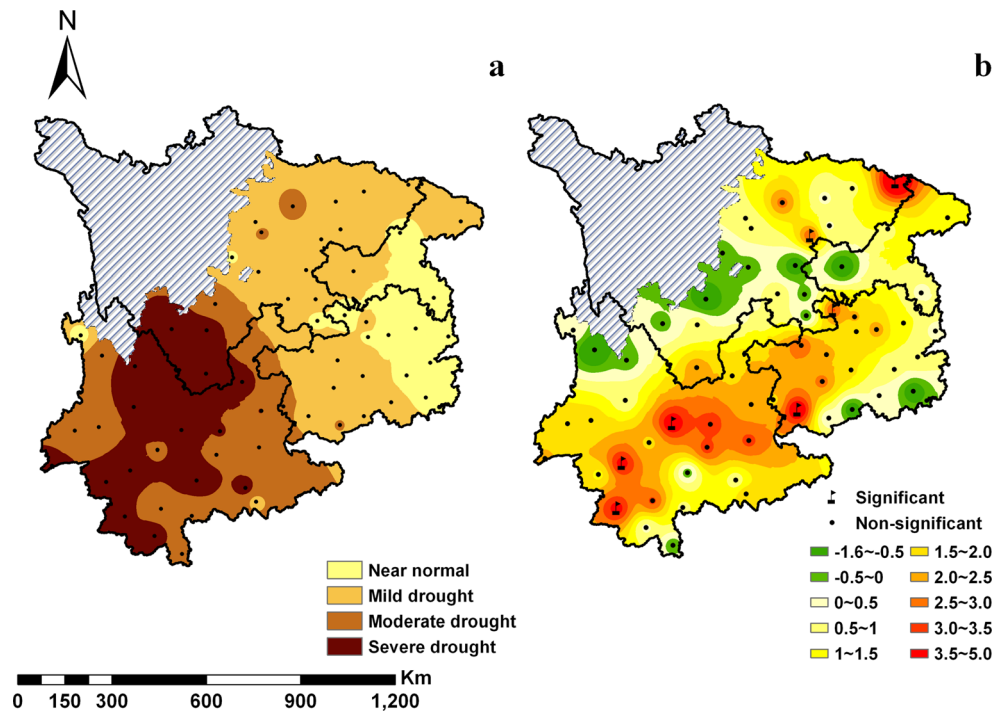 N
a
b
Significant
Non-significant
-1.6~-0.5
1.5~2.0
-0.5~0
2.0~2.5
0~0.5
2.5~3.0
0.5~1
3.0~3.5
1~1.5
3.5~5.0
Near normal
Mild drought
Moderate drought
Severe drought
Km
0 150 300 600 900 1,200